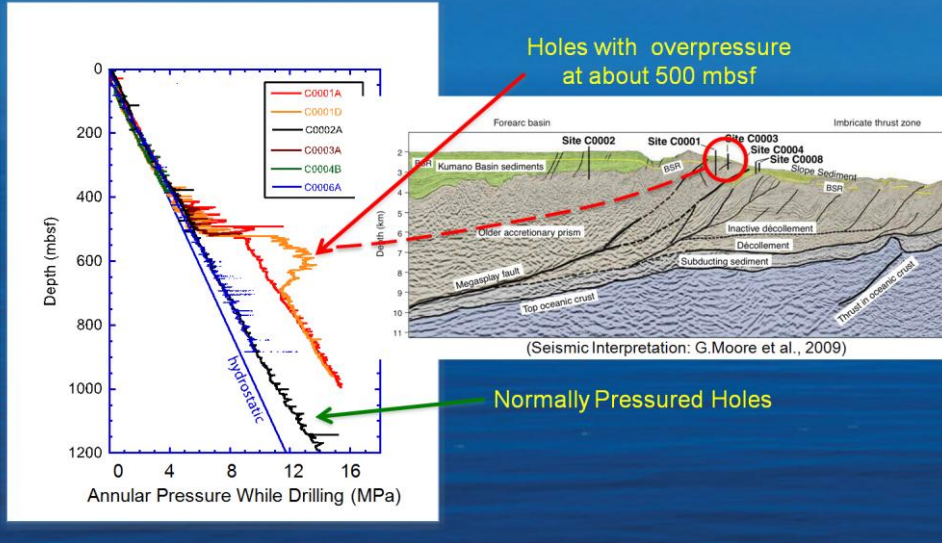 Holes with overpressure
at about 500 mbsf
0
200
400
600
800
1000
1200
Depth (mbsf)
C0001A
C0001D
C0002A
C0003A
C0004B
C0006A
hydrostatic
0 4 8 12 16
Annular Pressure While Drilling (MPa)
Forearc basin
Imbricate thrust zone
Site C0002
Site C0001
Site C0003
Site C0004
Site C0008
BSR
Kumano Basin sediments
BSR
Slope Sediment
BSR
Older accretionary prism
Inactive décollement
Décollement
Subducting sediment
Megasplay fault
Top oceanic crust
Thrust in oceanic crust
Depth (km)
2
3
4
5
6
7
8
9
10
11
(Seismic Interpretation: G.Moore et al., 2009)
Normally Pressured Holes